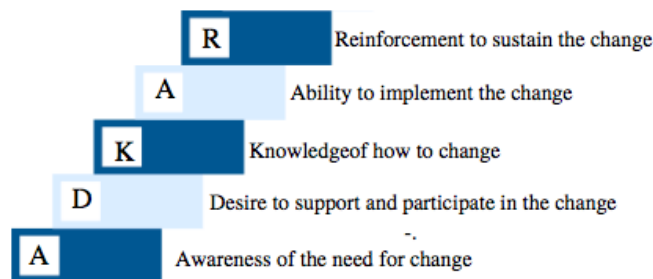 R Reinforcement to sustain the change
A Ability to implement the change
K Knowledgeof how to change
D Desire to support and participate in the change
-.
A Awareness of the need for change